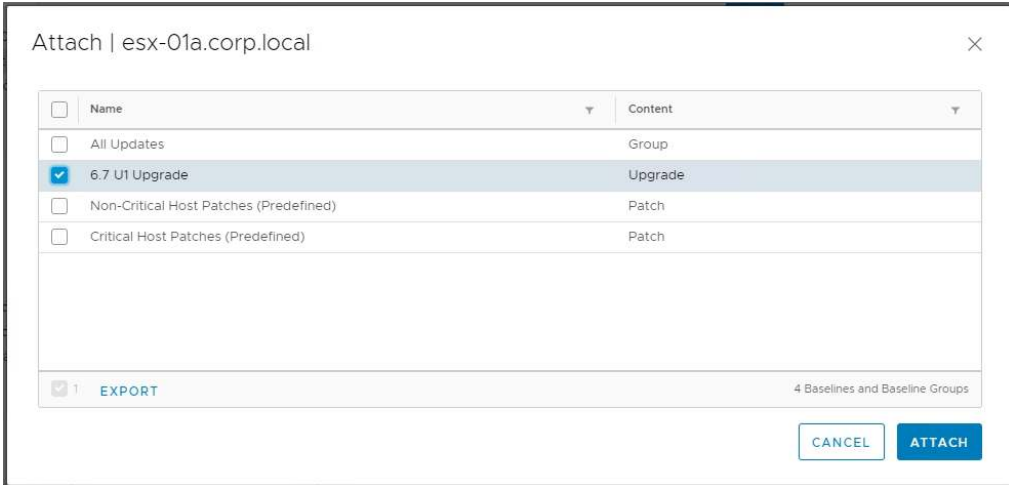 Attach | esx-01a.corp.local
Name Content
All Updates Group
6.7 U1 Upgrade Upgrade
Non-Critical Host Patches (Predefined) Patch
Critical Host Patches (Predefined) Patch
1 EXPORT 4 Baselines and Baseline Groups
CANCEL ATTACH